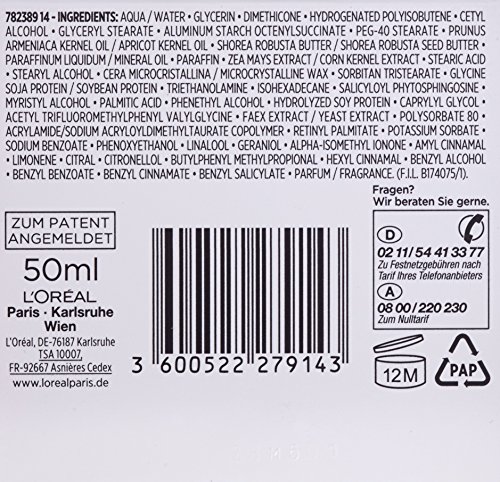 782389 14 - INGREDIENTS: AQUA / WATER • GLYCERIN • DIMETHICONE • HYDROGENATED POLYISOBUTENE • CETYL
ALCOHOL • GLYCERYL STEARATE • ALUMINUM STARCH OCTENYLSUCCINATE • PEG-40 STEARATE • PRUNUS
ARMENIACA KERNEL OIL / APRICOT KERNEL OIL • SHOREA ROBUSTA BUTTER / SHOREA ROBUSTA SEED BUTTER •
PARAFFINUM LIQUIDUM / MINERAL OIL • PARAFFIN • ZEA MAYS EXTRACT / CORN KERNEL EXTRACT • STEARIC ACID
• STEARYL ALCOHOL • CERA MICROCRISTALLINA / MICROCRYSTALLINE WAX • SORBITAN TRISTEARATE • GLYCINE
SOJA PROTEIN / SOYBEAN PROTEIN • TRIETHANOLAMINE • ISOHEXADECANE • SALICYLOYL PHYTOSPHINGOSINE •
MYRISTYL ALCOHOL • PALMITIC ACID • PHENETHYL ALCOHOL • HYDROLYZED SOY PROTEIN • CAPRYLYL GLYCOL •
ACETYL TRIFLUOROMETHYLPHENYL VALYLGLYCINE • FAEX EXTRACT / YEAST EXTRACT • POLYSORBATE 80 •
ACRYLAMIDE/SODIUM ACRYLOYLDIMETHYLTAURATE COPOLYMER • RETINYL PALMITATE • POTASSIUM SORBATE •
SODIUM BENZOATE • PHENOXYETHANOL • LINALOOL • GERANIOL • ALPHA-ISOMETHYL IONONE • AMYL CINNAMAL
• LIMONENE • CITRAL • CITRONELLOL • BUTYLPHENYL METHYLPROPIONAL • HEXYL CINNAMAL • BENZYL ALCOHOL
• BENZYL BENZOATE • CINNAMYL BENZOATE • BENZYL SALICYLATE • PARFUM / FRAGRANCE. (F.I.L. B174075/1).
Fragen?
Wir beraten Sie gerne.
ZUM PATENT
ANGEMELDET
50ml
L'ORÉAL
Paris · Karlsruhe
Wien
L'Oréal, DE-76187 Karlsruhe
TSA 10007,
FR-92667 Asnières Cedex
www.lorealparis.de
3 600522 279143
D
02 11/54 41 33 77
Zu Festnetzgebühren nach
Tarif Ihres Telefonanbieters
A
08 00/220 230
Zum Nulltarif
12M
PAP